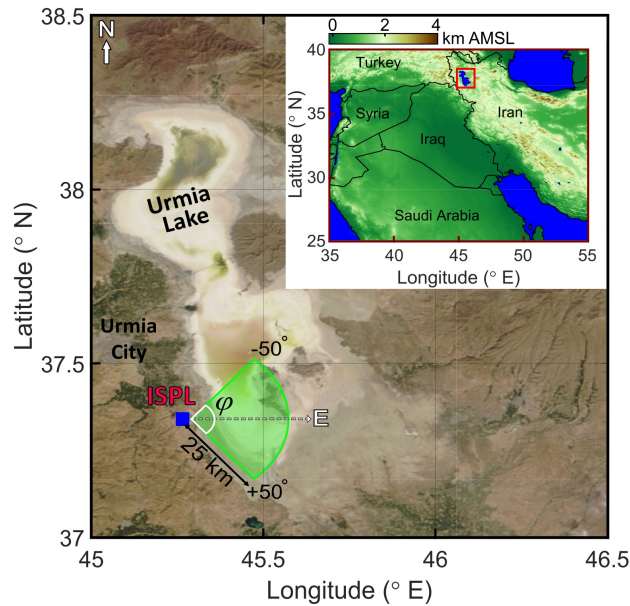 38.5
38
37.5
37
Latitude (° N)
45
45.5
46
46.5
Longitude (° E)
N
Urmia
Lake
Urmia
City
ISPL
φ
-50°
E
25 km
+50°
0 2 4
km AMSL
40
35
30
25
Latitude (° N)
35 40 45 50 55
Longitude (° E)
Turkey
Syria
Iraq
Iran
Saudi Arabia